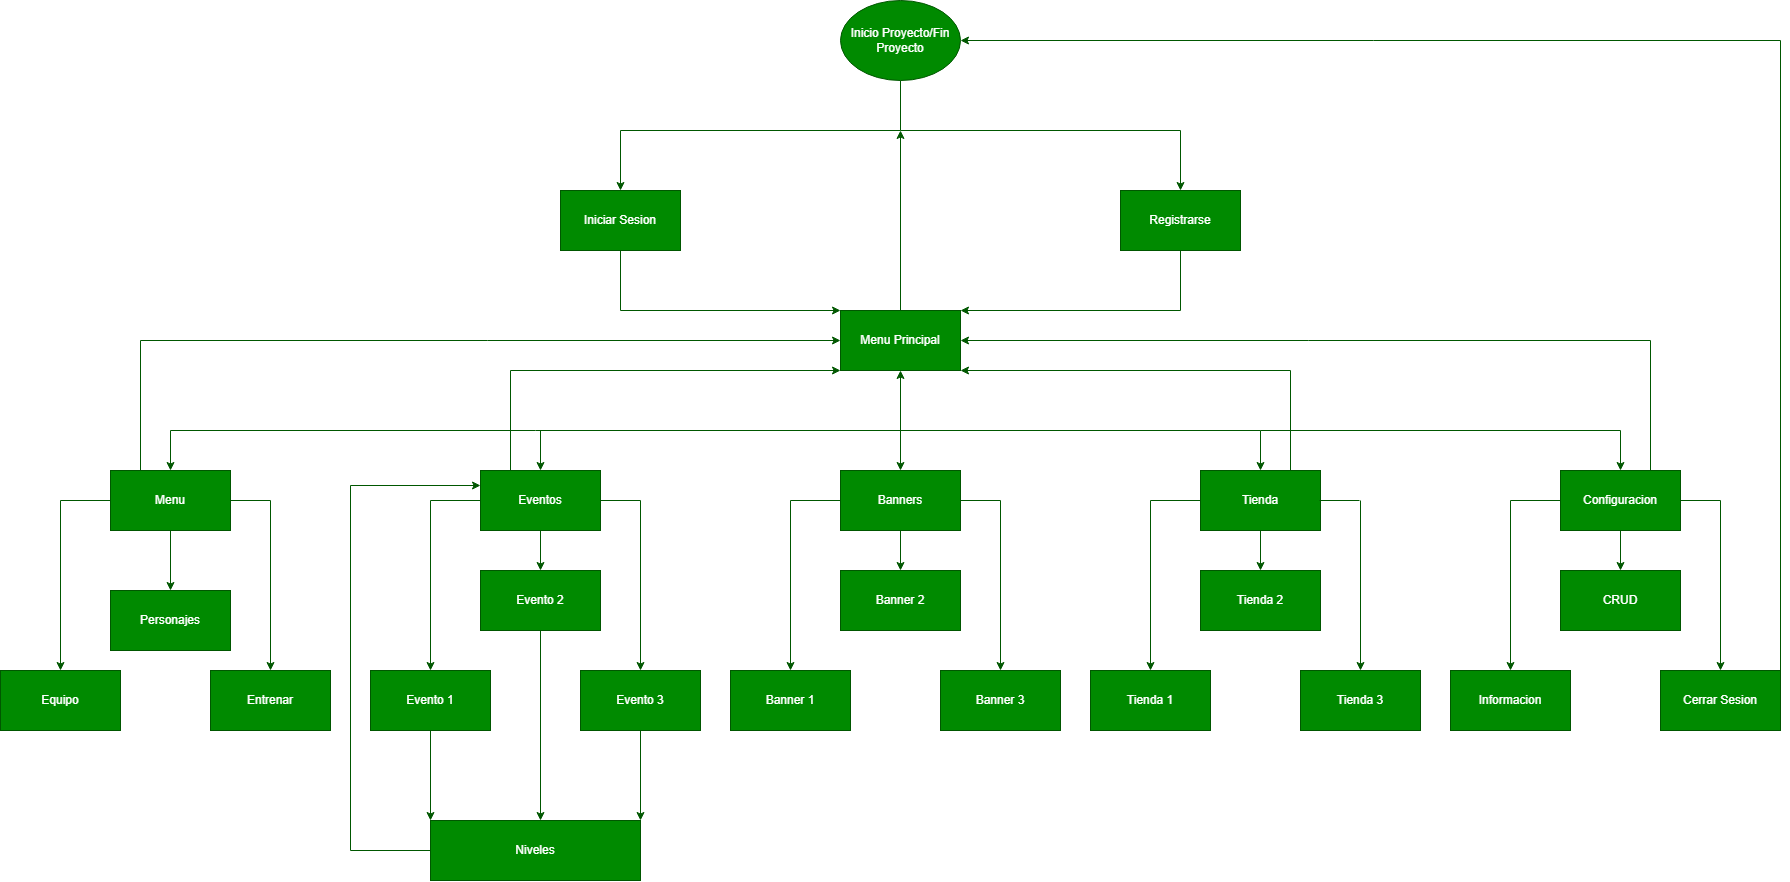 Inicio Proyecto/Fin
Proyecto
Iniciar Sesion
Registrarse
Menu Principal
Menu
Eventos
Banners
Tienda
Configuracion
Personajes
Evento 2
Banner 2
Tienda 2
CRUD
Equipo
Entrenar
Evento 1
Evento 3
Banner 1
Banner 3
Tienda 1
Tienda 3
Informacion
Cerrar Sesion
Niveles